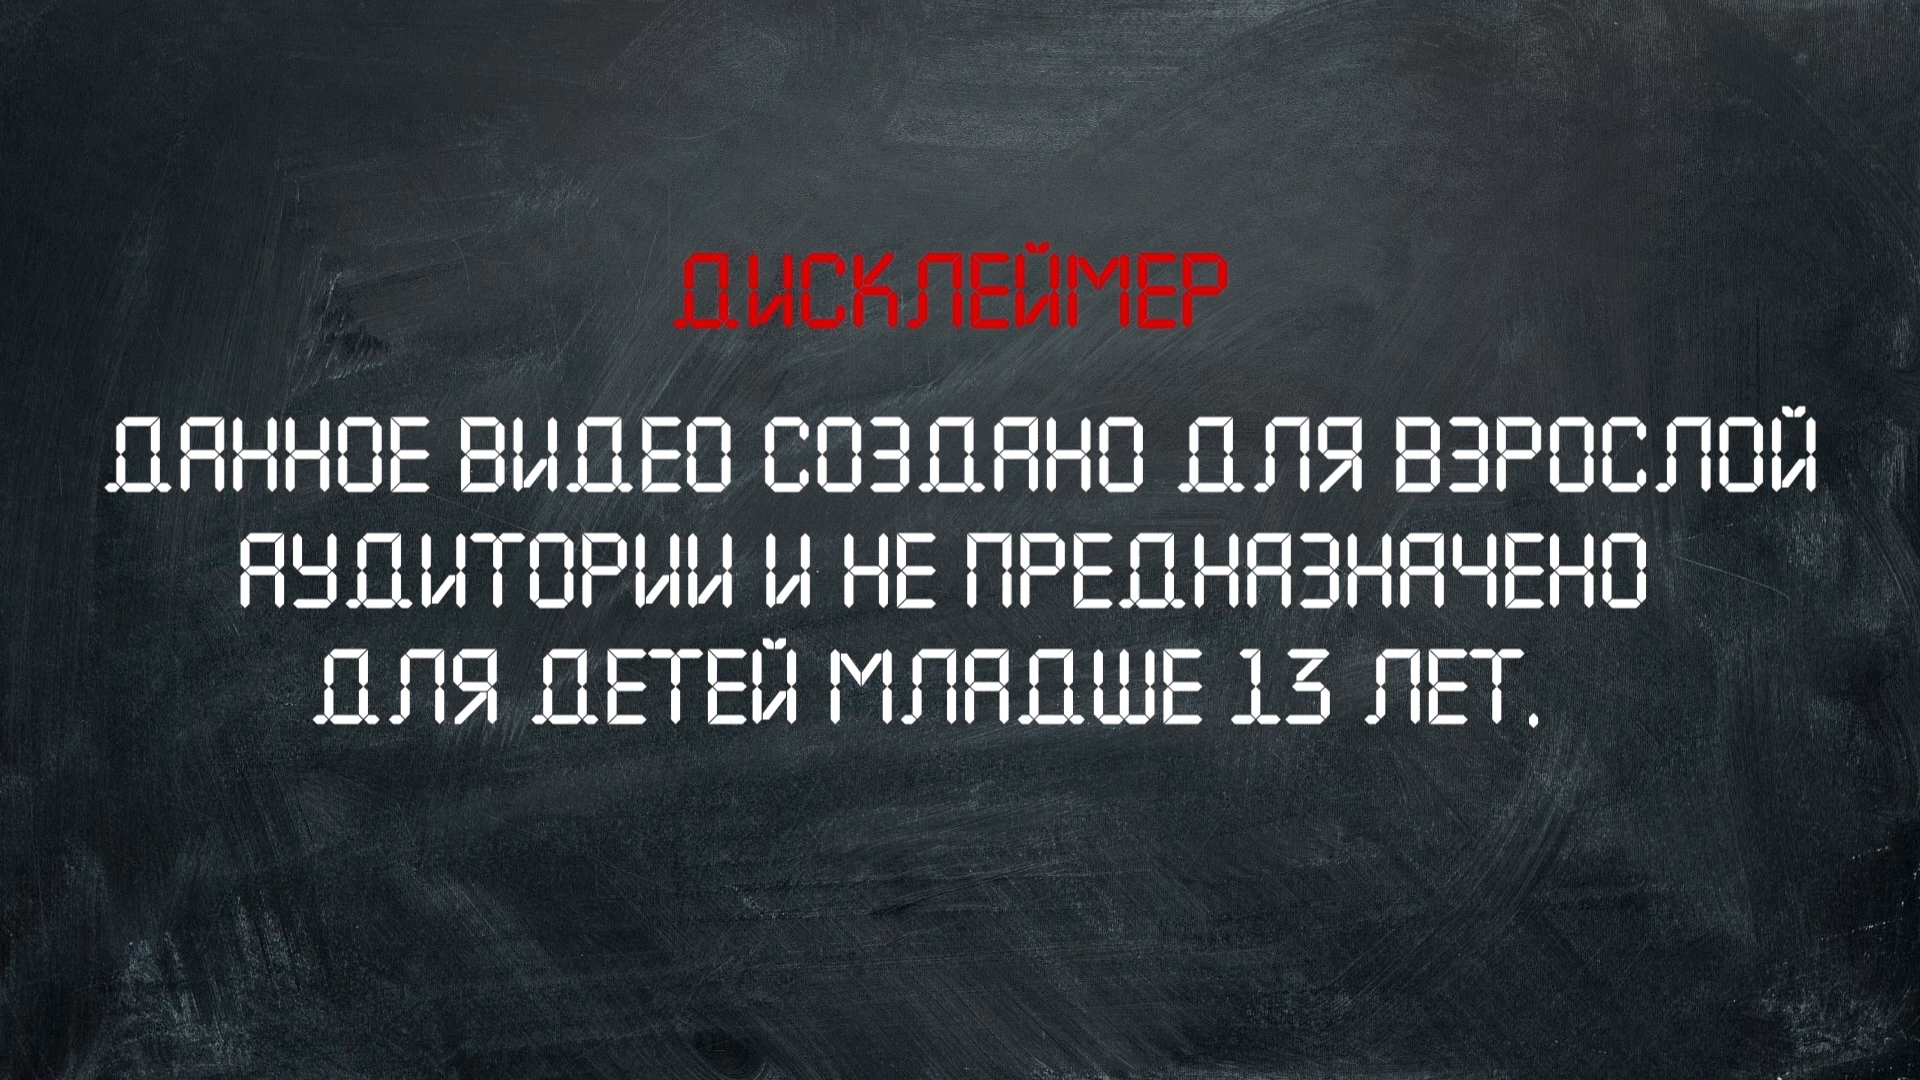 ДИСКЛЕЙМЕР
ДАННОЕ ВИДЕО СОЗДАНО ДЛЯ ВЗРОСЛОЙ
АУДИТОРИИ И НЕ ПРЕДНАЗНАЧЕНО
ДЛЯ ДЕТЕЙ МЛАДШЕ 13 ЛЕТ.